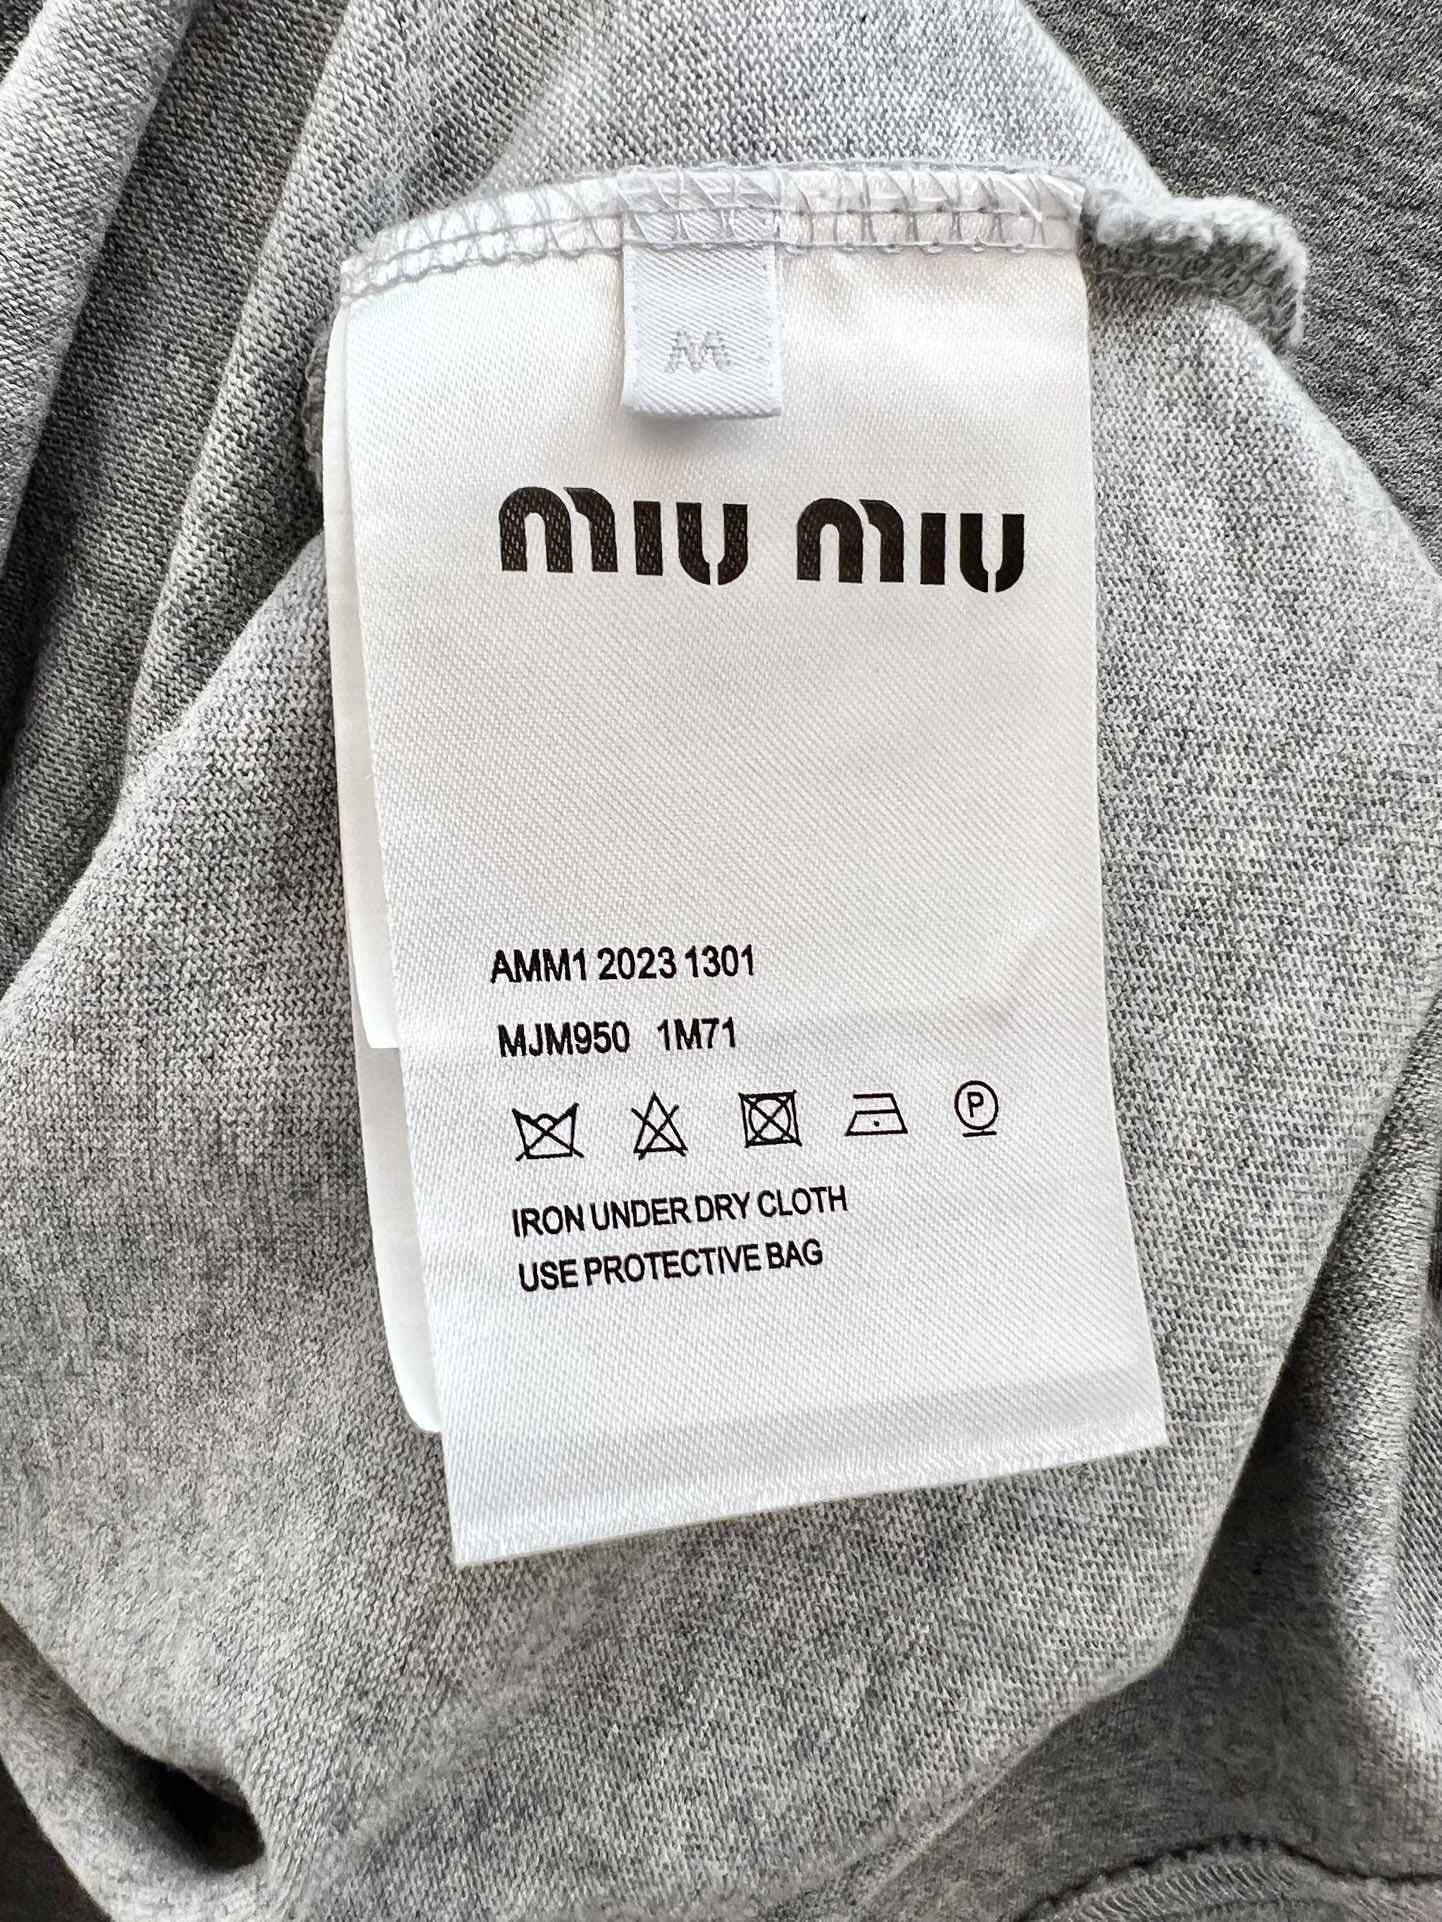 M
miu miu
AMM1 2023 1301
MJM950 1M71
P
IRON UNDER DRY CLOTH
USE PROTECTIVE BAG